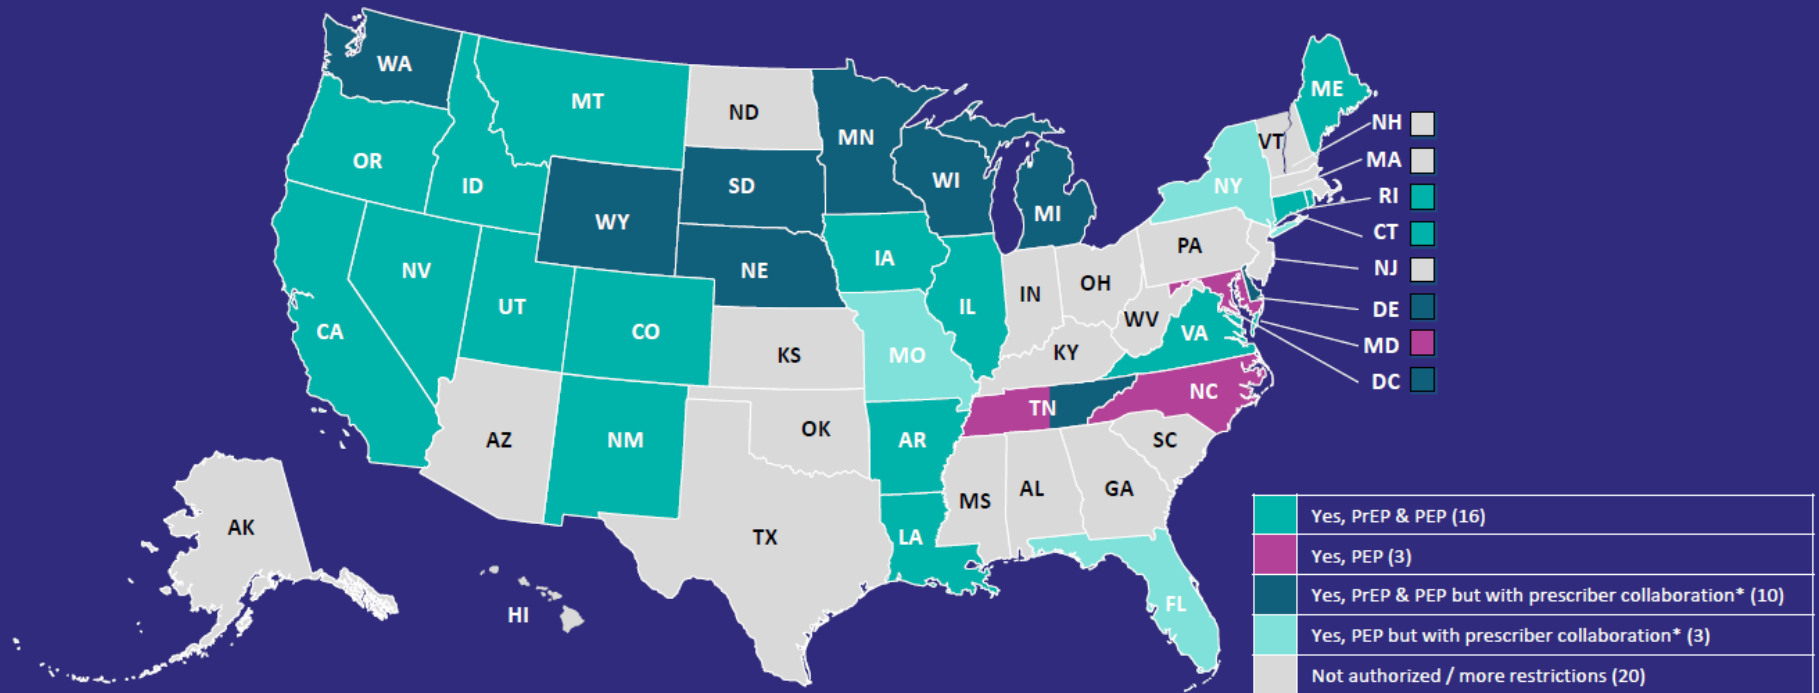 WA
MT
ND
MN
ME
NH
VT
MA
OR
ID
SD
WI
NY
RI
WY
MI
CT
PA
NV
NE
IA
NJ
UT
IN
OH
IL
DE
CA
CO
WV
VA
MD
KS
MO
KY
DC
NC
TN
AZ
NM
OK
AR
SC
MS
AL
GA
AK
TX
LA
HI
FL
Yes, PrEP & PEP (16)
Yes, PEP (3)
Yes, PrEP & PEP but with prescriber collaboration* (10)
Yes, PEP but with prescriber collaboration* (3)
Not authorized / more restrictions (20)